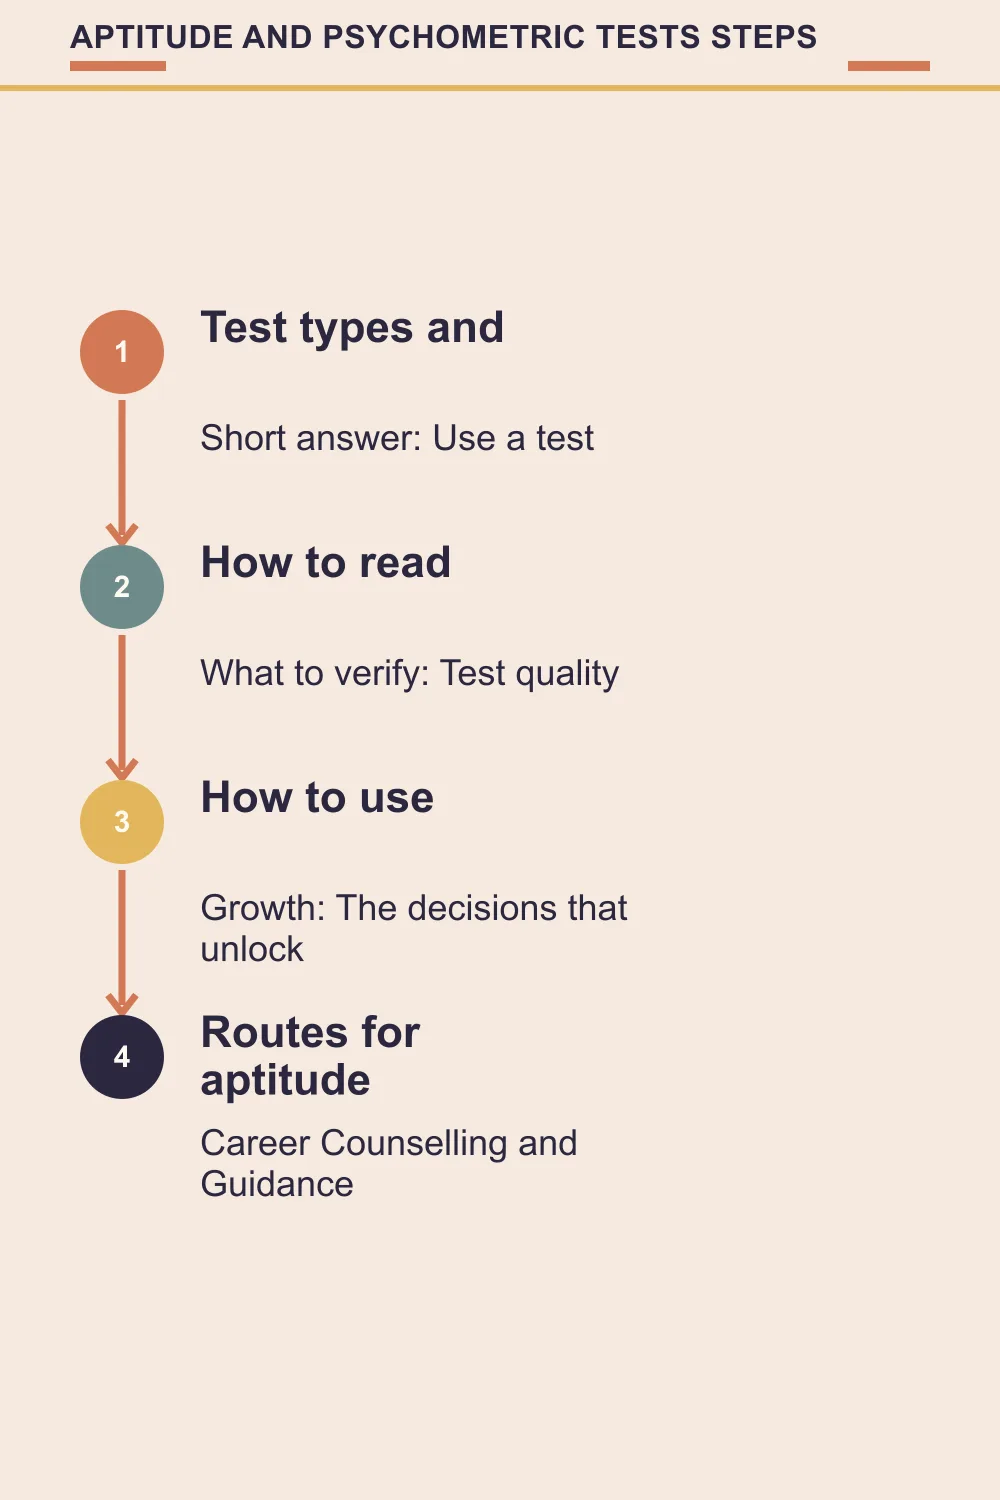 APTITUDE AND PSYCHOMETRIC TESTS STEPS
1
Test types and
Short answer: Use a test
2
How to read
What to verify: Test quality
3
How to use
Growth: The decisions that
unlock
4
Routes for
aptitude
Career Counselling and
Guidance